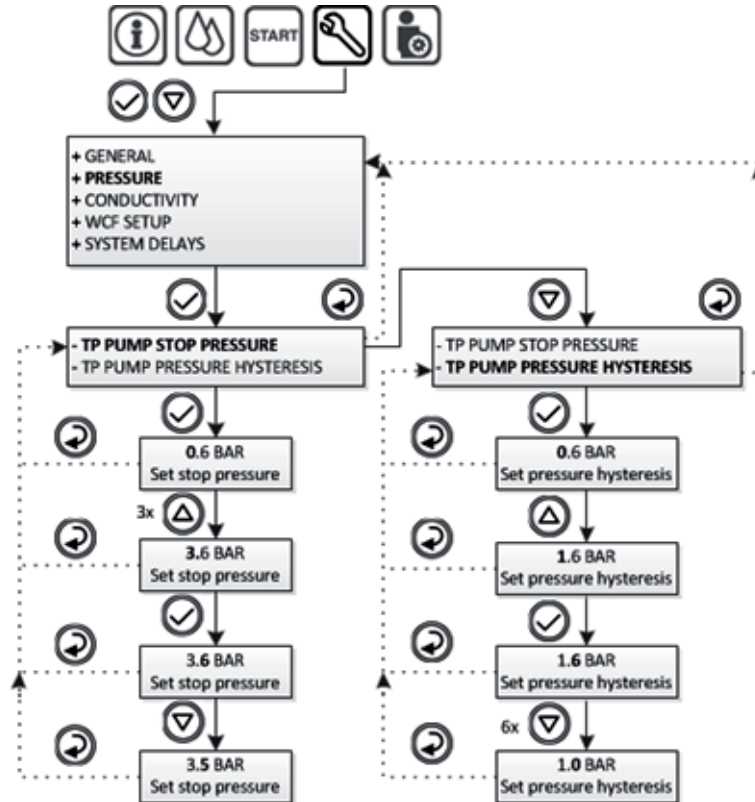 START
+ GENERAL
+ PRESSURE
+ CONDUCTIVITY
+ WCF SETUP
+ SYSTEM DELAYS
- TP PUMP STOP PRESSURE
- TP PUMP PRESSURE HYSTERESIS
- TP PUMP STOP PRESSURE
- TP PUMP PRESSURE HYSTERESIS
0.6 BAR
Set stop pressure
3x
3.6 BAR
Set stop pressure
3.6 BAR
Set stop pressure
3.5 BAR
Set stop pressure
0.6 BAR
Set pressure hysteresis
1.6 BAR
Set pressure hysteresis
1.6 BAR
Set pressure hysteresis
6x
1.0 BAR
Set pressure hysteresis